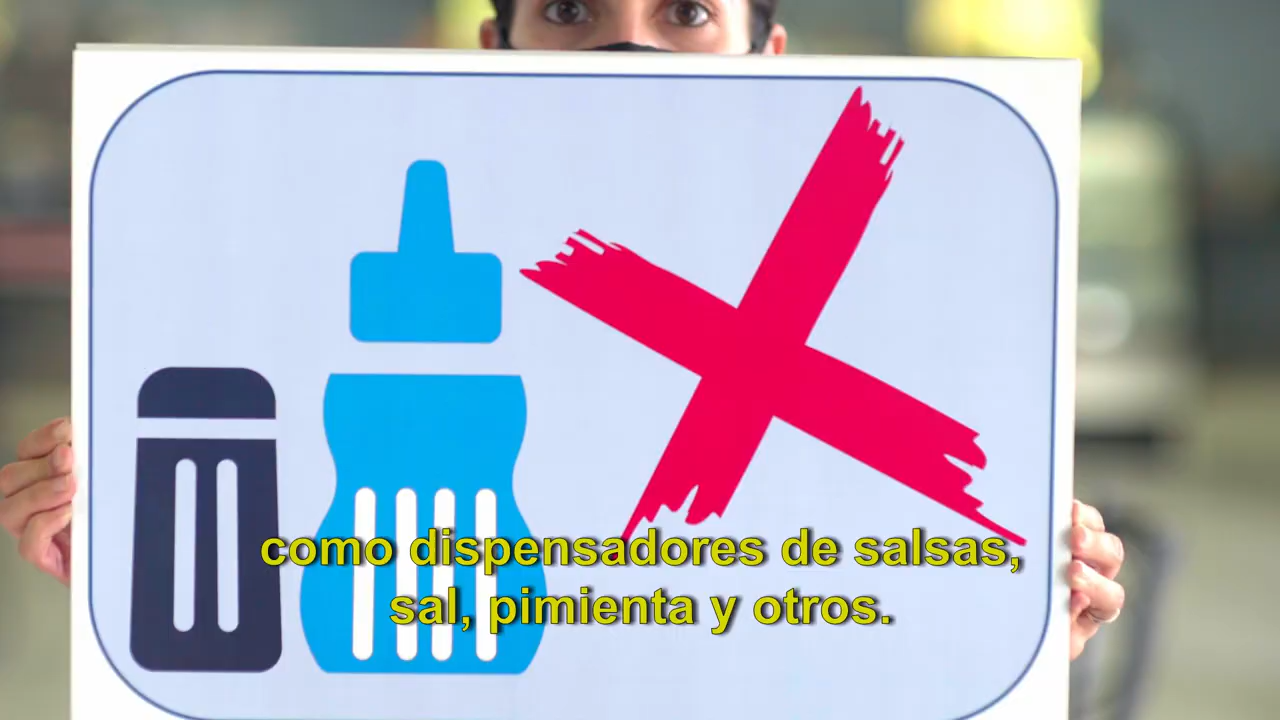 como dispensadores de salsas,
sal, pimienta y otros.